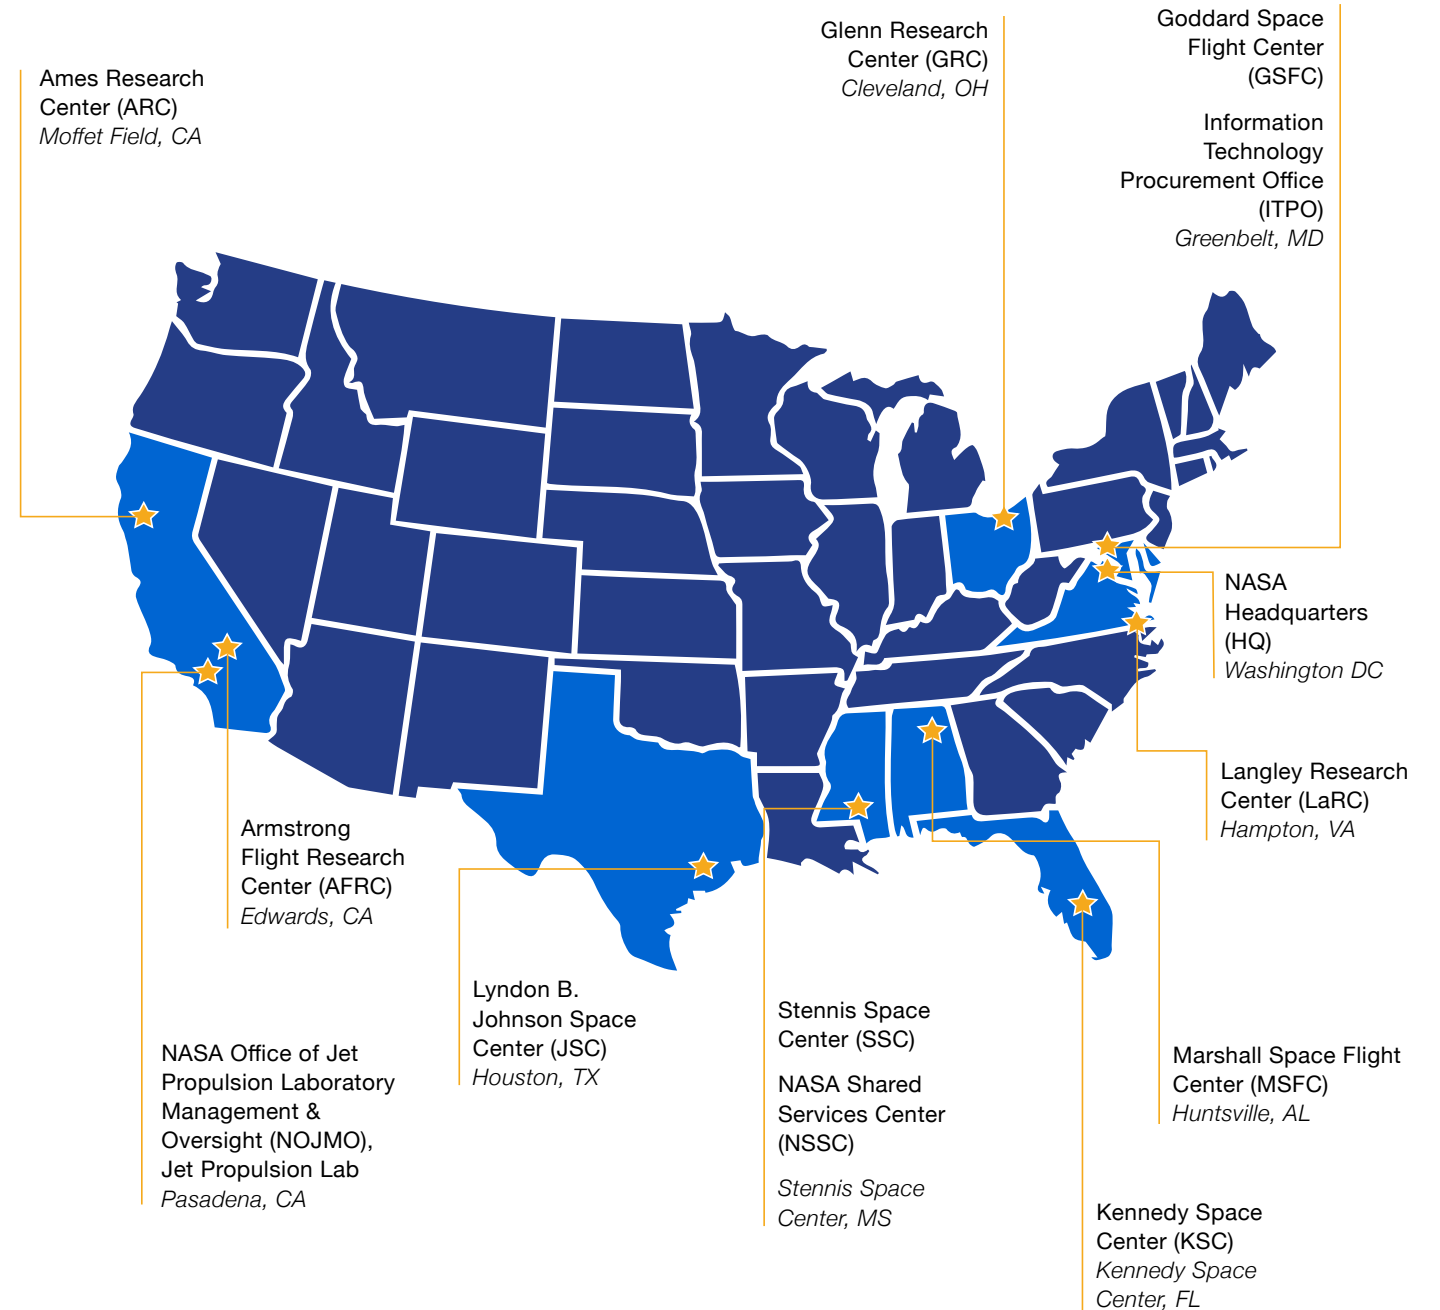 Ames Research
Center (ARC)
Moffet Field, CA
Glenn Research
Center (GRC)
Cleveland, OH
Goddard Space
Flight Center
(GSFC)
Information
Technology
Procurement Office
(ITPO)
Greenbelt, MD
NASA
Headquarters
(HQ)
Washington DC
Langley Research
Center (LaRC)
Hampton, VA
Armstrong
Flight Research
Center (AFRC)
Edwards, CA
NASA Office of Jet
Propulsion Laboratory
Management &
Oversight (NOJMO),
Jet Propulsion Lab
Pasadena, CA
Lyndon B.
Johnson Space
Center (JSC)
Houston, TX
Stennis Space
Center (SSC)
NASA Shared
Services Center
(NSSC)
Stennis Space
Center, MS
Marshall Space Flight
Center (MSFC)
Huntsville, AL
Kennedy Space
Center (KSC)
Kennedy Space
Center, FL